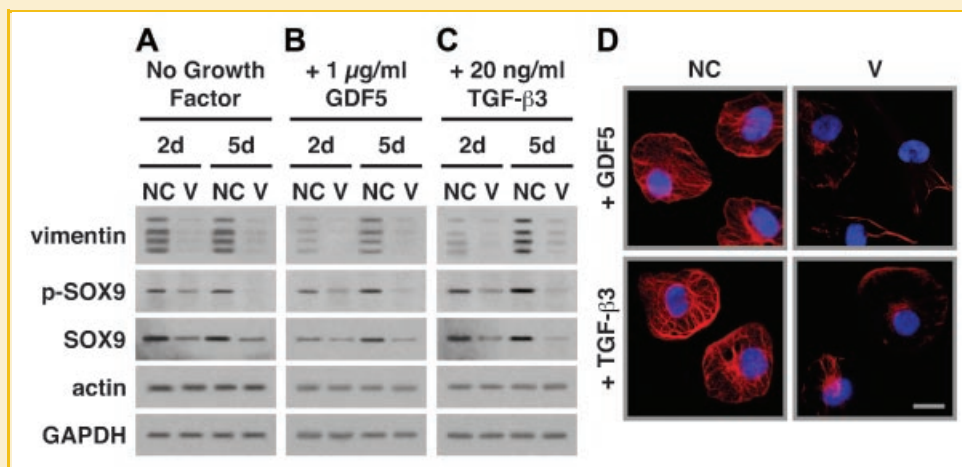 A
B
C
D
No Growth
Factor
+ 1 µg/ml
GDF5
+ 20 ng/ml
TGF-β3
NC
V
2d
5d
2d
5d
2d
5d
NC V
NC V
NC V
NC V
NC V
NC V
vimentin
p-SOX9
SOX9
actin
GAPDH
+ GDF5
+ TGF-β3